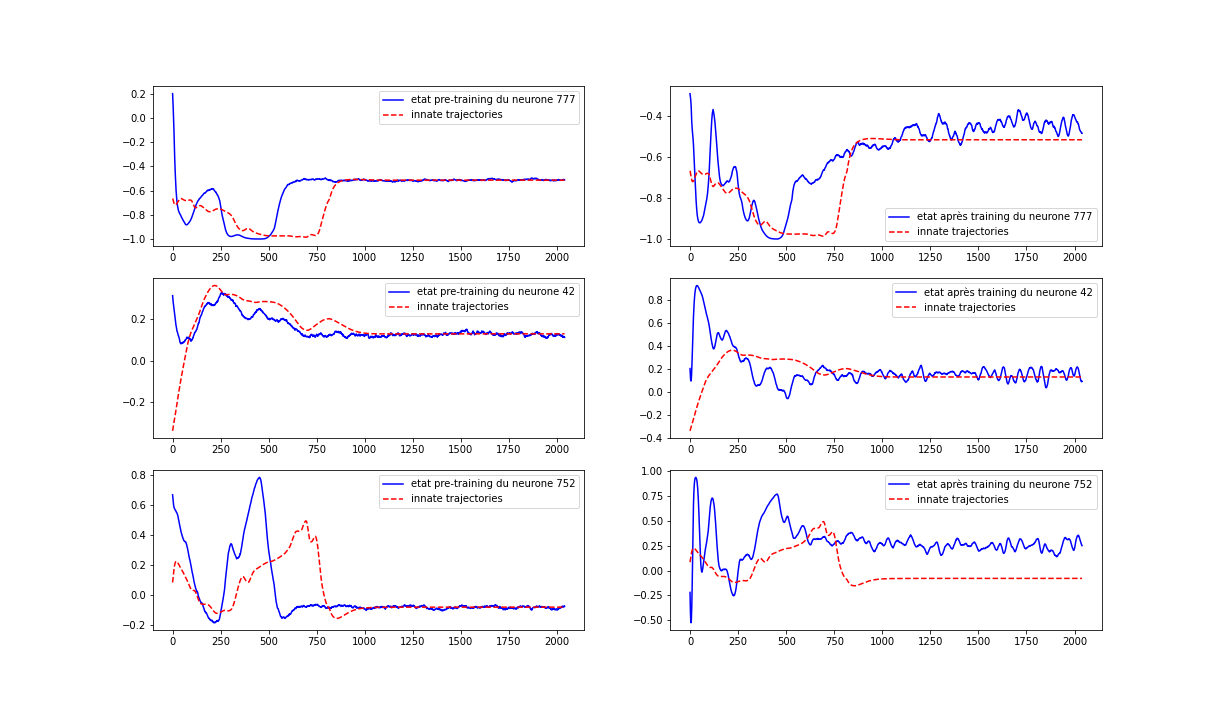 etat pre-training du neurone 777
innate trajectories
0.2
0.0
−0.2
−0.4
−0.6
−0.8
−1.0
0 250 500 750 1000 1250 1500 1750 2000
etat après training du neurone 777
innate trajectories
−0.4
−0.6
−0.8
−1.0
0 250 500 750 1000 1250 1500 1750 2000
etat pre-training du neurone 42
innate trajectories
0.2
0.0
−0.2
0 250 500 750 1000 1250 1500 1750 2000
etat après training du neurone 42
innate trajectories
0.8
0.6
0.4
0.2
0.0
−0.2
−0.4
0 250 500 750 1000 1250 1500 1750 2000
etat pre-training du neurone 752
innate trajectories
0.8
0.6
0.4
0.2
0.0
−0.2
0 250 500 750 1000 1250 1500 1750 2000
etat après training du neurone 752
innate trajectories
1.00
0.75
0.50
0.25
0.00
−0.25
−0.50
0 250 500 750 1000 1250 1500 1750 2000